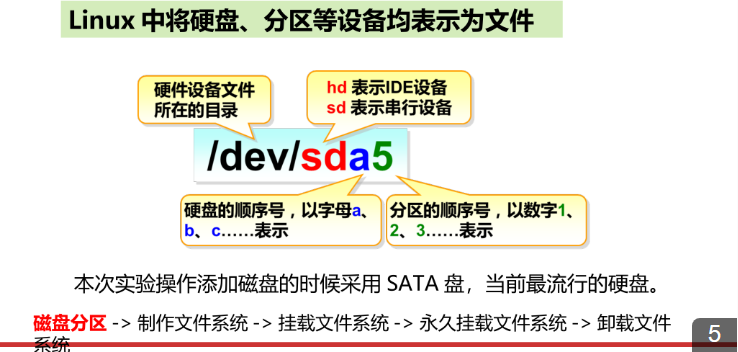 Linux 中将硬盘、分区等设备均表示为文件
硬件设备文件
所在的目录
hd 表示IDE设备
sd 表示串行设备
/dev/sda5
硬盘的顺序号，以字母a、
b、c……表示
分区的顺序号，以数字1、
2、3……表示
本次实验操作添加磁盘的时候采用 SATA 盘，当前最流行的硬盘。
磁盘分区 -> 制作文件系统 -> 挂载文件系统 -> 永久挂载文件系统 -> 卸载文件
系统
5